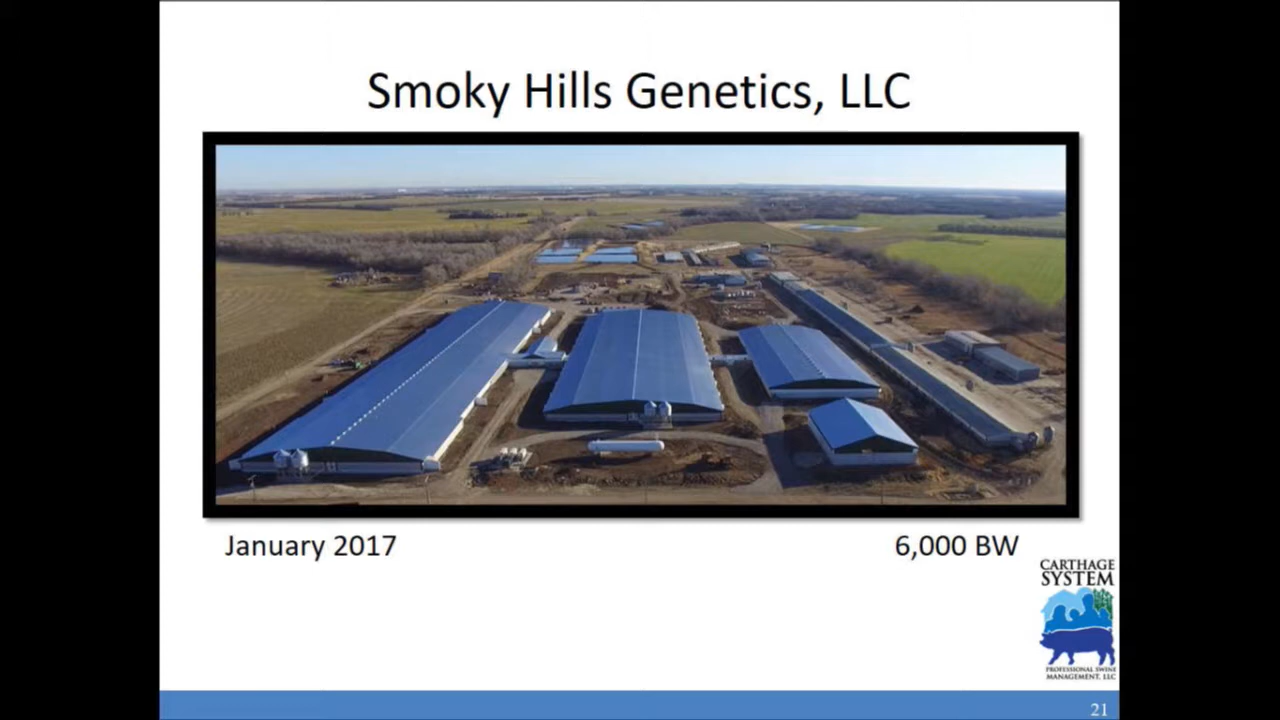 Smoky Hills Genetics, LLC
January 2017
6,000 BW
CARTHAGE
SYSTEM
PROFESSIONAL SWINE
MANAGEMENT, LLC
21